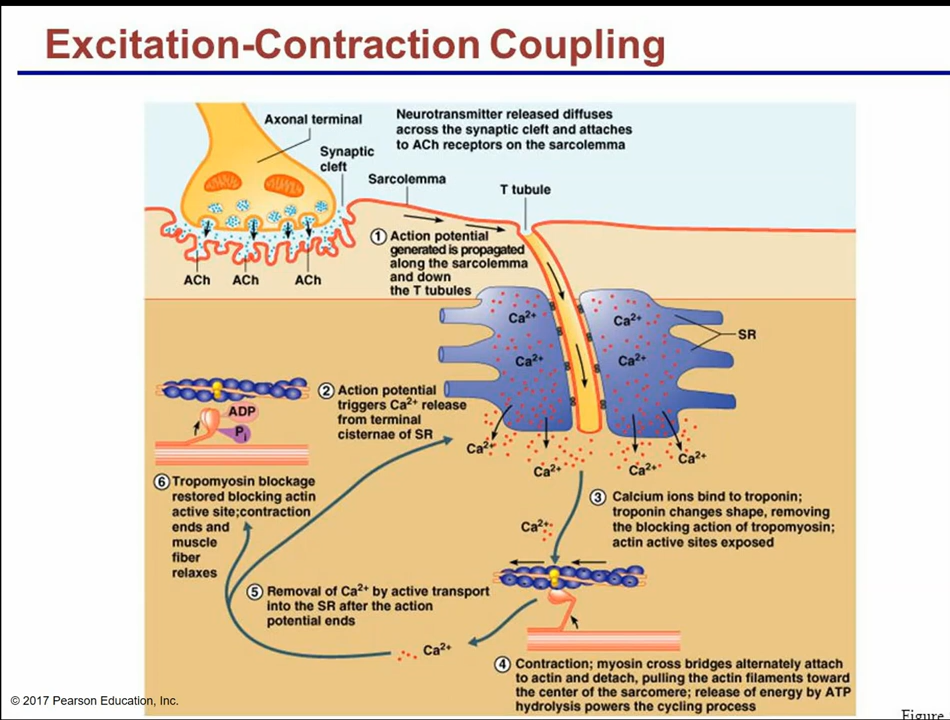 Excitation-Contraction Coupling
Axonal terminal
Neurotransmitter released diffuses
across the synaptic cleft and attaches
to ACh receptors on the sarcolemma
Synaptic
cleft
Sarcolemma
T tubule
1 Action potential
generated is propagated
along the sarcolemma
and down
the T tubules
ACh
ACh
ACh
Ca2+
Ca2+
SR
Ca2+
Ca2+
2 Action potential
triggers Ca2+ release
from terminal
cisternae of SR
ADP
Pi
Ca2+
Ca2+
Ca2+
Ca2+
6 Tropomyosin blockage
restored blocking actin
active site;contraction
ends and
muscle
fiber
relaxes
3 Calcium ions bind to troponin;
troponin changes shape, removing
the blocking action of tropomyosin;
actin active sites exposed
Ca2+
5 Removal of Ca2+ by active transport
into the SR after the action
potential ends
Ca2+
4 Contraction; myosin cross bridges alternately attach
to actin and detach, pulling the actin filaments toward
the center of the sarcomere; release of energy by ATP
hydrolysis powers the cycling process
© 2017 Pearson Education, Inc.
Figure